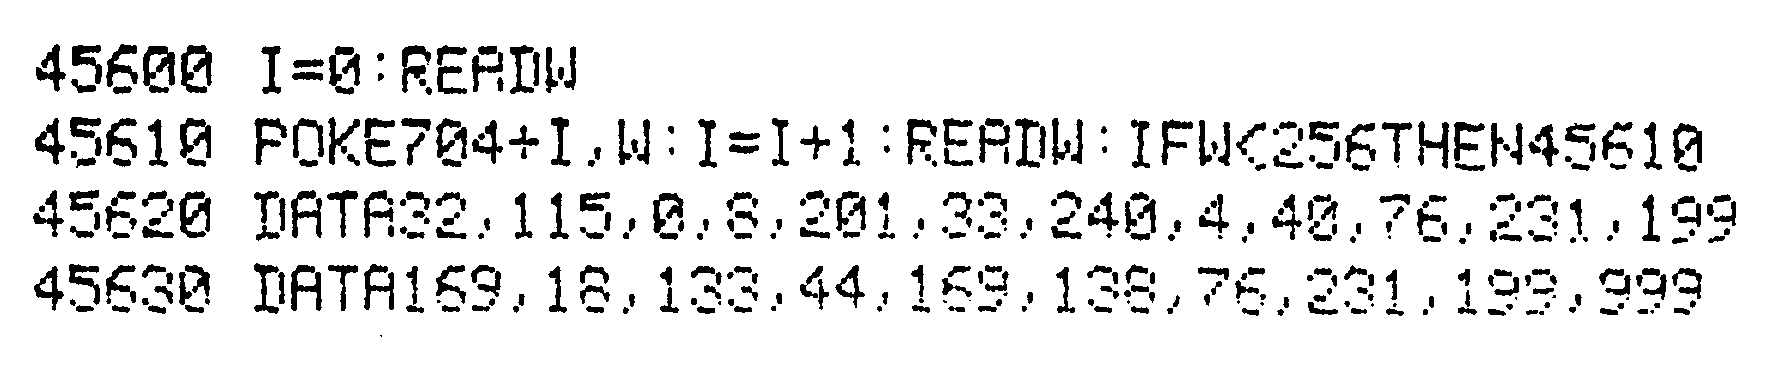 45600 I=0:READW
45610 POKE704+I,W:I=I+1:READW:IFW<256THEN45610
45620 DATA32,115,0,8,201,33,240,4,40,76,231,199
45630 DATA169,18,133,44,169,138,76,231,199,999